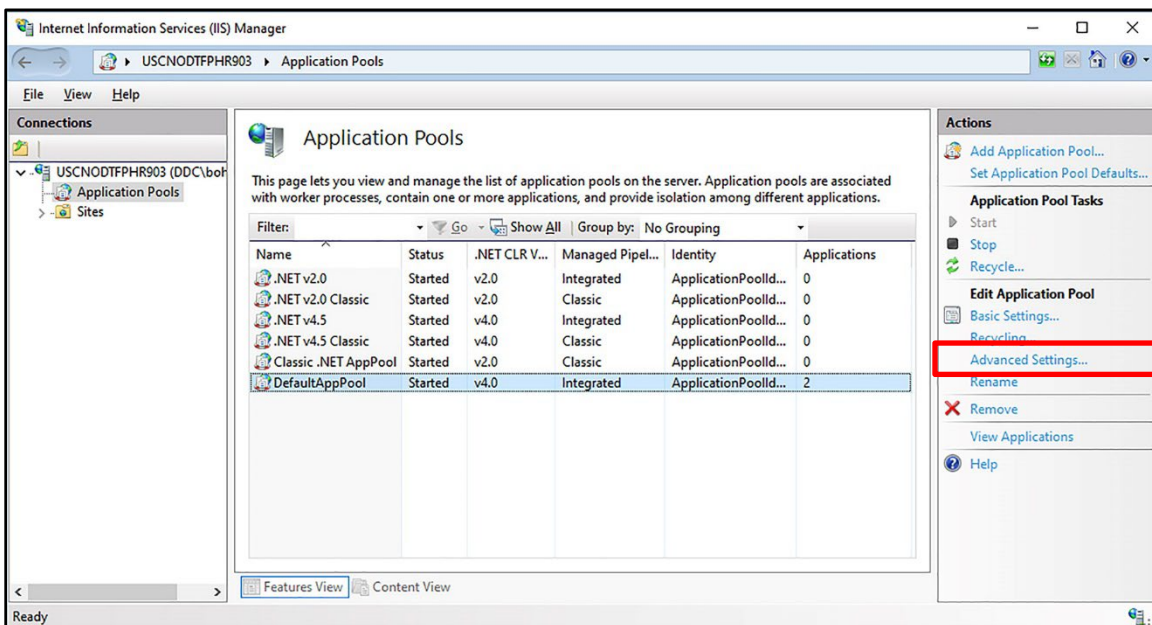 Internet Information Services (IIS) Manager
USCNODTFPHR903 Application Pools
File View Help
Connections
USCNODTFPHR903 (DDC\boh
Application Pools
Sites
Application Pools
This page lets you view and manage the list of application pools on the server. Application pools are associated
with worker processes, contain one or more applications, and provide isolation among different applications.
Filter: Go Show All Group by: No Grouping
Name Status .NET CLR V... Managed Pipel... Identity Applications
.NET v2.0 Started v2.0 Integrated ApplicationPoolId... 0
.NET v2.0 Classic Started v2.0 Classic ApplicationPoolId... 0
.NET v4.5 Started v4.0 Integrated ApplicationPoolId... 0
.NET v4.5 Classic Started v4.0 Classic ApplicationPoolId... 0
Classic .NET AppPool Started v2.0 Classic ApplicationPoolId... 0
DefaultAppPool Started v4.0 Integrated ApplicationPoolId... 2
Features View Content View
Actions
Add Application Pool...
Set Application Pool Defaults...
Application Pool Tasks
Start
Stop
Recycle...
Edit Application Pool
Basic Settings...
Recycling
Advanced Settings...
Rename
Remove
View Applications
Help
Ready